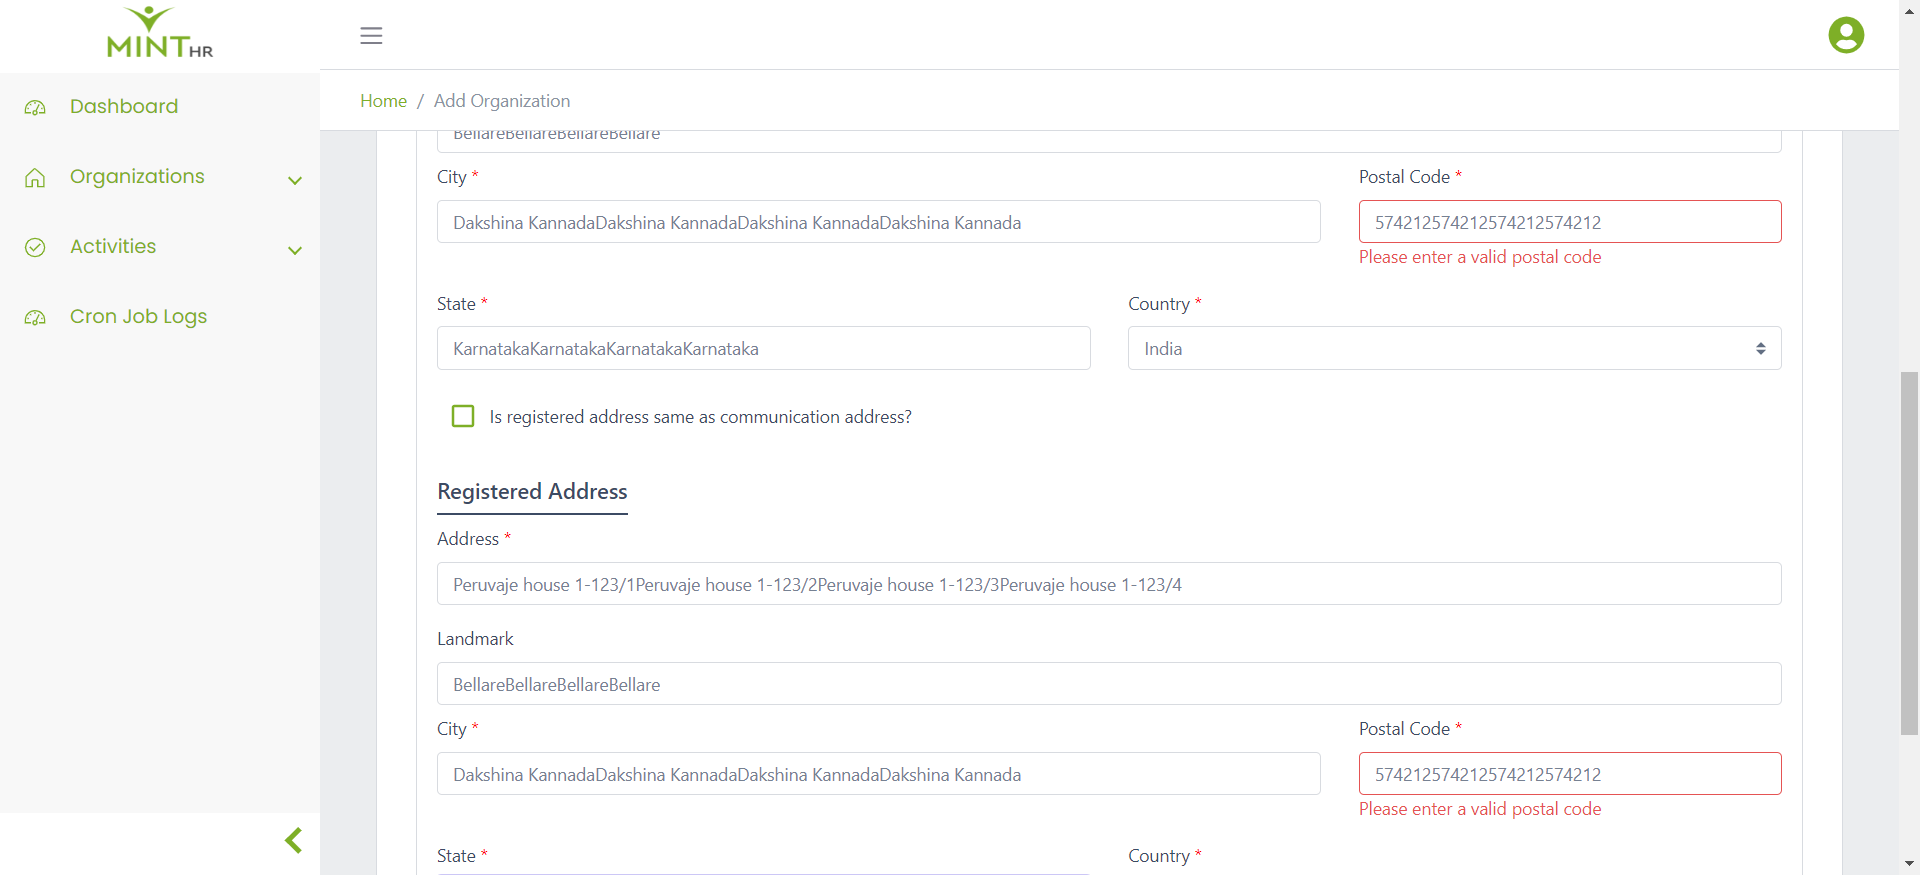 MINT HR
Dashboard
Organizations
Activities
Cron Job Logs
Home / Add Organization
BellareBellareBellareBellare
City *
Postal Code *
Dakshina KannadaDakshina KannadaDakshina KannadaDakshina Kannada
574212574212574212574212
Please enter a valid postal code
State *
Country *
KarnatakaKarnatakaKarnatakaKarnataka
India
Is registered address same as communication address?
Registered Address
Address *
Peruvaje house 1-123/1Peruvaje house 1-123/2Peruvaje house 1-123/3Peruvaje house 1-123/4
Landmark
BellareBellareBellareBellare
City *
Postal Code *
Dakshina KannadaDakshina KannadaDakshina KannadaDakshina Kannada
574212574212574212574212
Please enter a valid postal code
State *
Country *